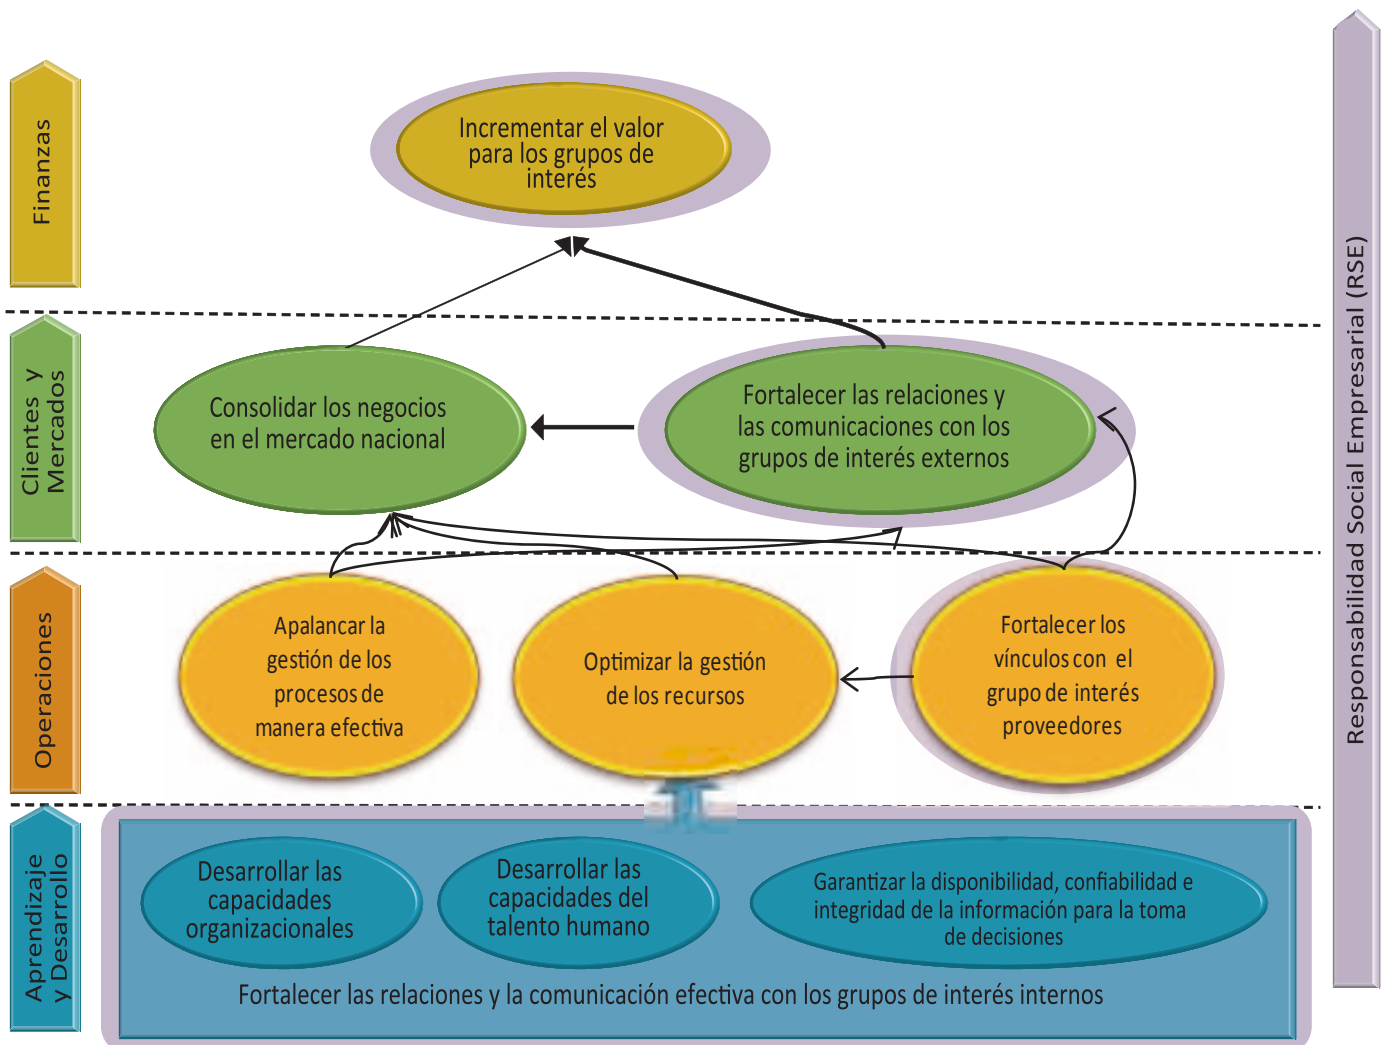 Finanzas
Incrementar el valor
para los grupos de
interés
Clientes y
Mercados
Consolidar los negocios
en el mercado nacional
Fortalecer las relaciones y
las comunicaciones con los
grupos de interés externos
Operaciones
Apalancar la
gestión de los
procesos de
manera efectiva
Optimizar la gestión
de los recursos
Fortalecer los
vínculos con el
grupo de interés
proveedores
Aprendizaje
y Desarrollo
Desarrollar las
capacidades
organizacionales
Desarrollar las
capacidades del
talento humano
Garantizar la disponibilidad, confiabilidad e
integridad de la información para la toma
de decisiones
Fortalecer las relaciones y la comunicación efectiva con los grupos de interés internos
Responsabilidad Social Empresarial (RSE)